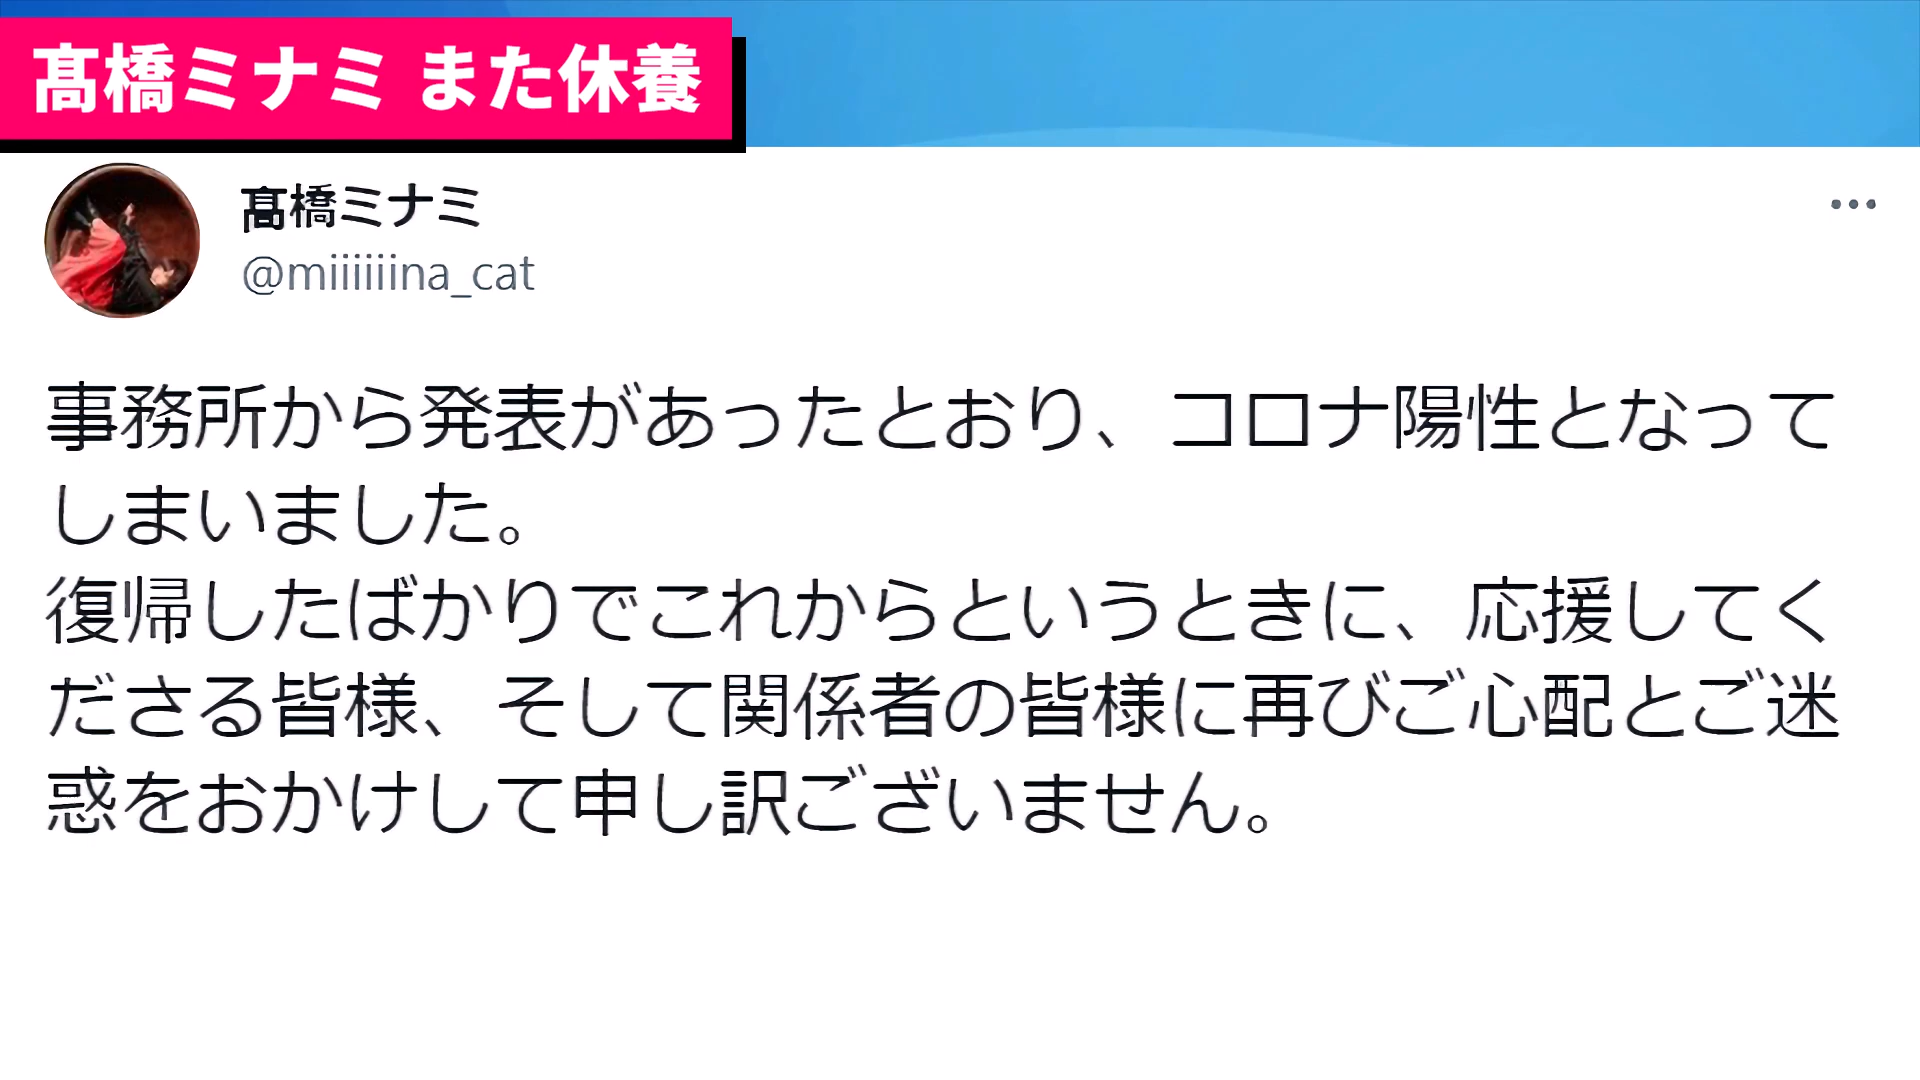 髙橋ミナミ また休養
髙橋ミナミ
@miiiiiina_cat
事務所から発表があったとおり、コロナ陽性となって
しまいました。
復帰したばかりでこれからというときに、応援してく
ださる皆様、そして関係者の皆様に再びご心配とご迷
惑をおかけして申し訳ございません。